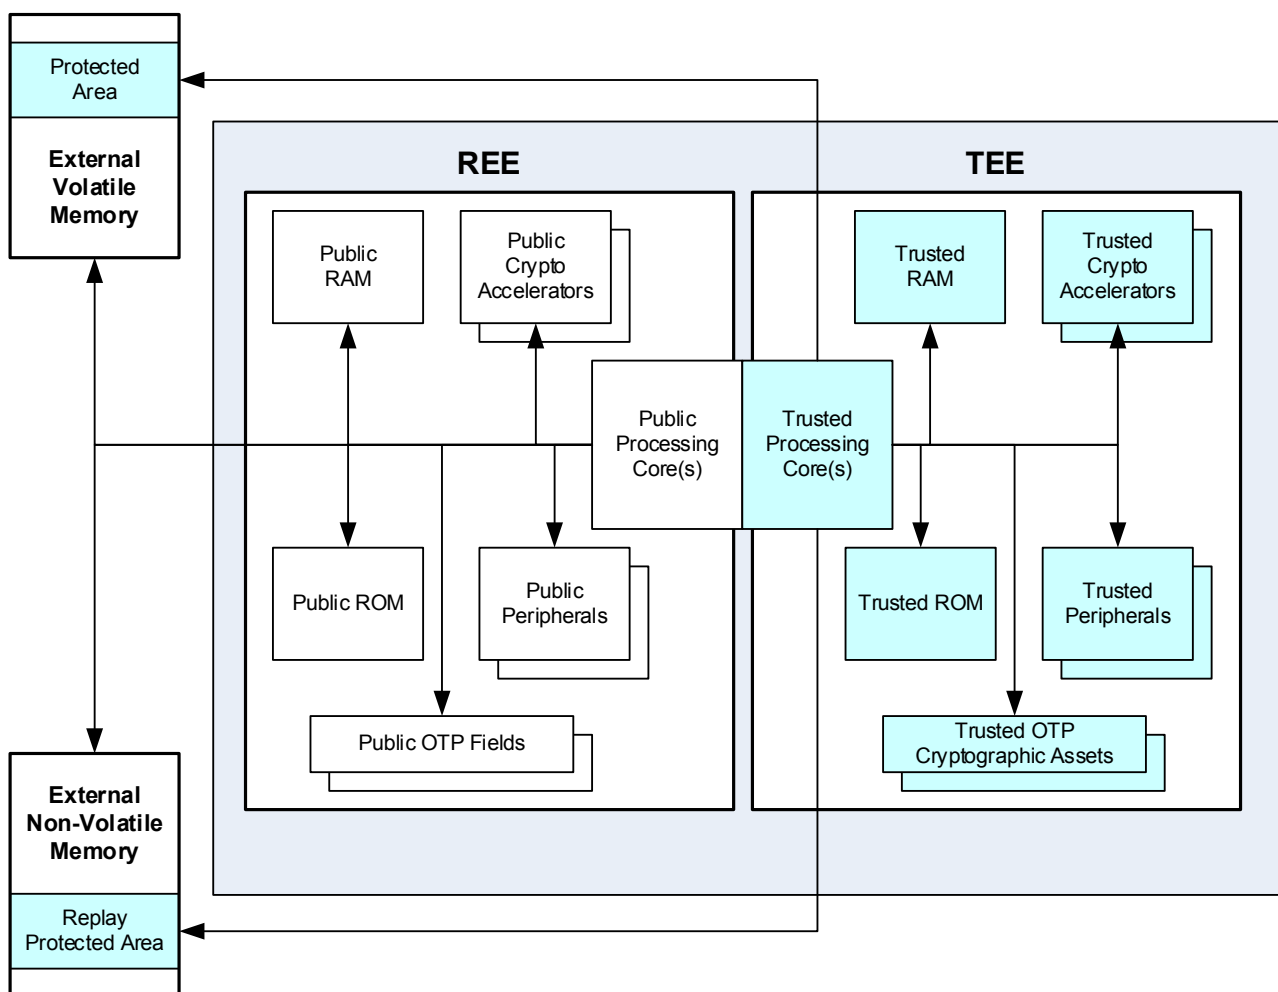 Protected
Area
External
Volatile
Memory
REE
TEE
Public
RAM
Public
Crypto
Accelerators
Trusted
RAM
Trusted
Crypto
Accelerators
Public
Processing
Core(s)
Trusted
Processing
Core(s)
Public ROM
Public
Peripherals
Trusted ROM
Trusted
Peripherals
Public OTP Fields
Trusted OTP
Cryptographic Assets
External
Non-Volatile
Memory
Replay
Protected Area